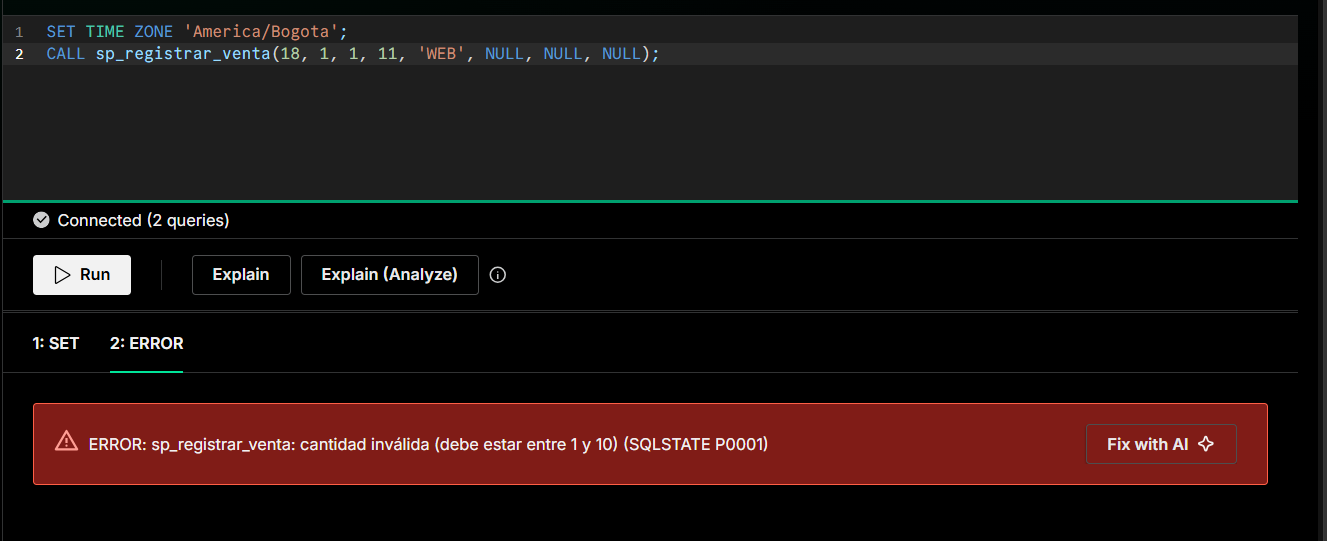 1 SET TIME ZONE 'America/Bogota';
2 CALL sp_registrar_venta(18, 1, 1, 11, 'WEB', NULL, NULL, NULL);
Connected (2 queries)
Run Explain Explain (Analyze)
1: SET 2: ERROR
ERROR: sp_registrar_venta: cantidad inválida (debe estar entre 1 y 10) (SQLSTATE P0001) Fix with AI